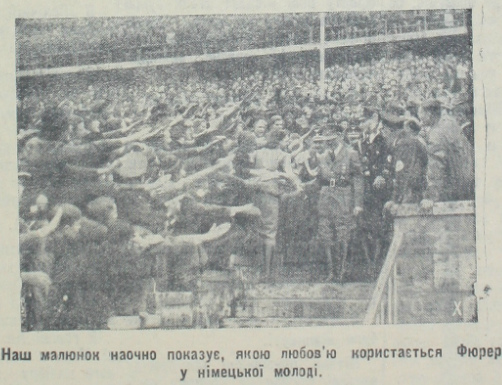 Наш малюнок наочно показує, якою любов'ю користається Фюрер
у німецької молоді.